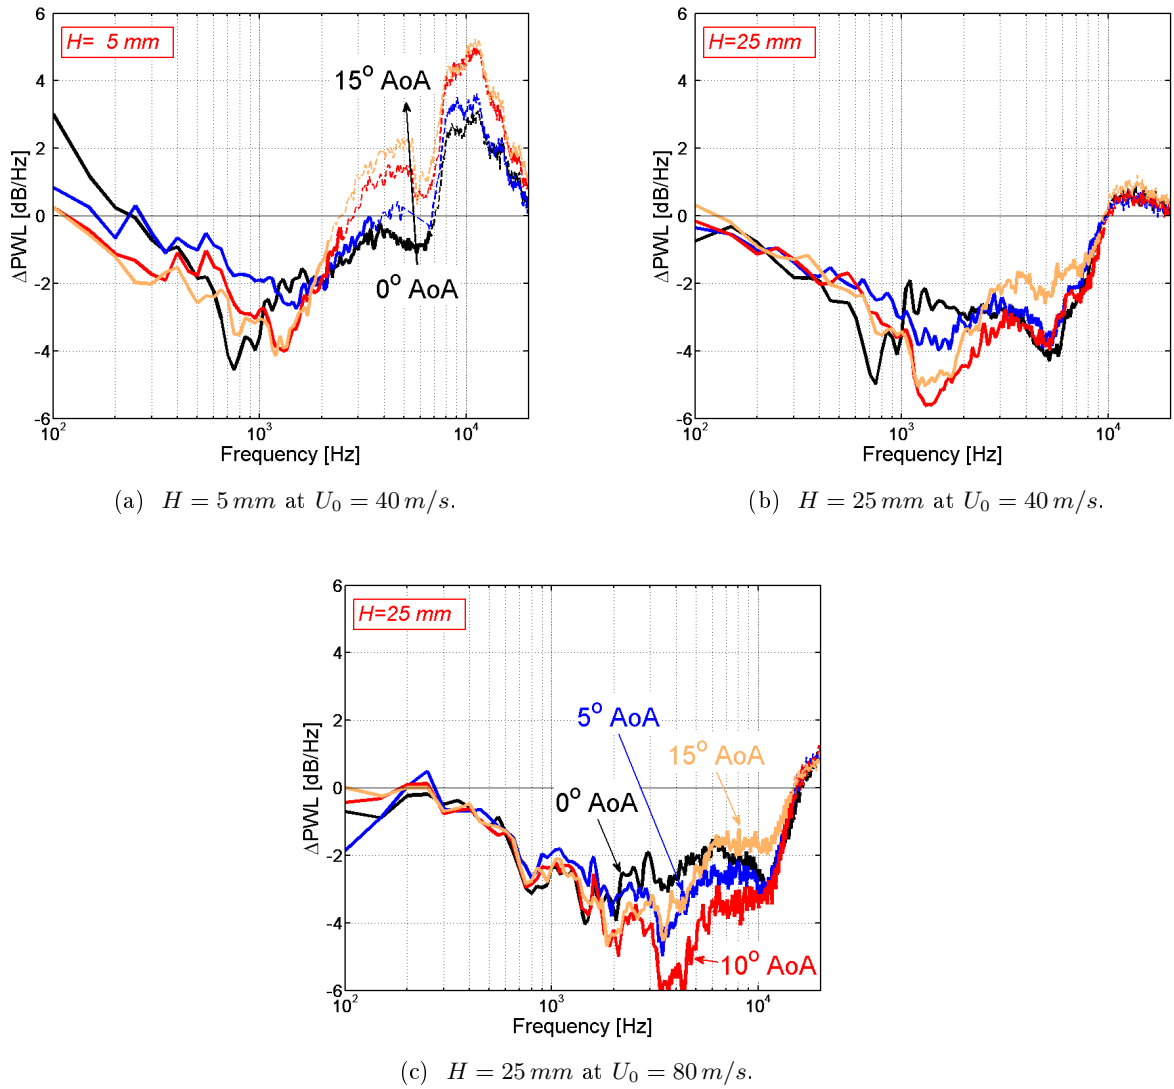 H= 5 mm
15° AoA
0° AoA
6
4
2
0
-2
-4
-6
ΔPWL [dB/Hz]
10² 10³ 10⁴
Frequency [Hz]
(a) H = 5 mm at U₀ = 40 m/s.
H=25 mm
6
4
2
0
-2
-4
-6
ΔPWL [dB/Hz]
10² 10³ 10⁴
Frequency [Hz]
(b) H = 25 mm at U₀ = 40 m/s.
H=25 mm
5° AoA
15° AoA
0° AoA
10° AoA
6
4
2
0
-2
-4
-6
ΔPWL [dB/Hz]
10² 10³ 10⁴
Frequency [Hz]
(c) H = 25 mm at U₀ = 80 m/s.